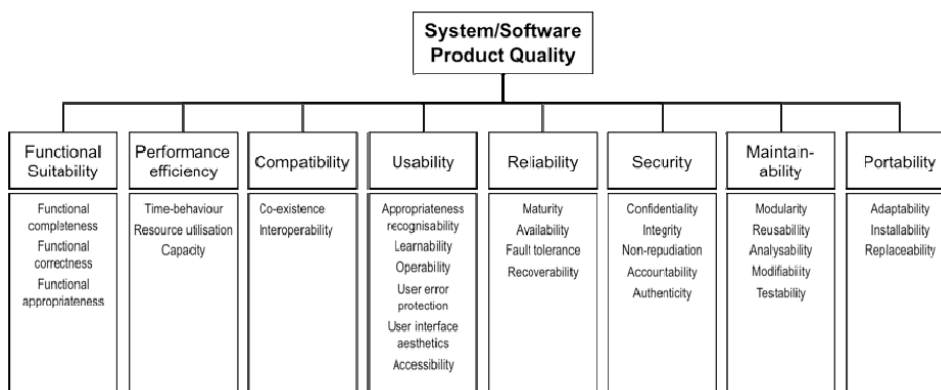 System/Software
Product Quality
Functional
Suitability
Performance
efficiency
Compatibility
Usability
Reliability
Security
Maintain-
ability
Portability
Functional
completeness
Functional
correctness
Functional
appropriateness
Time-behaviour
Resource utilisation
Capacity
Co-existence
Interoperability
Appropriateness
recognisability
Learnability
Operability
User error
protection
User interface
aesthetics
Accessibility
Maturity
Availability
Fault tolerance
Recoverability
Confidentiality
Integrity
Non-repudiation
Accountability
Authenticity
Modularity
Reusability
Analysability
Modifiability
Testability
Adaptability
Installability
Replaceability